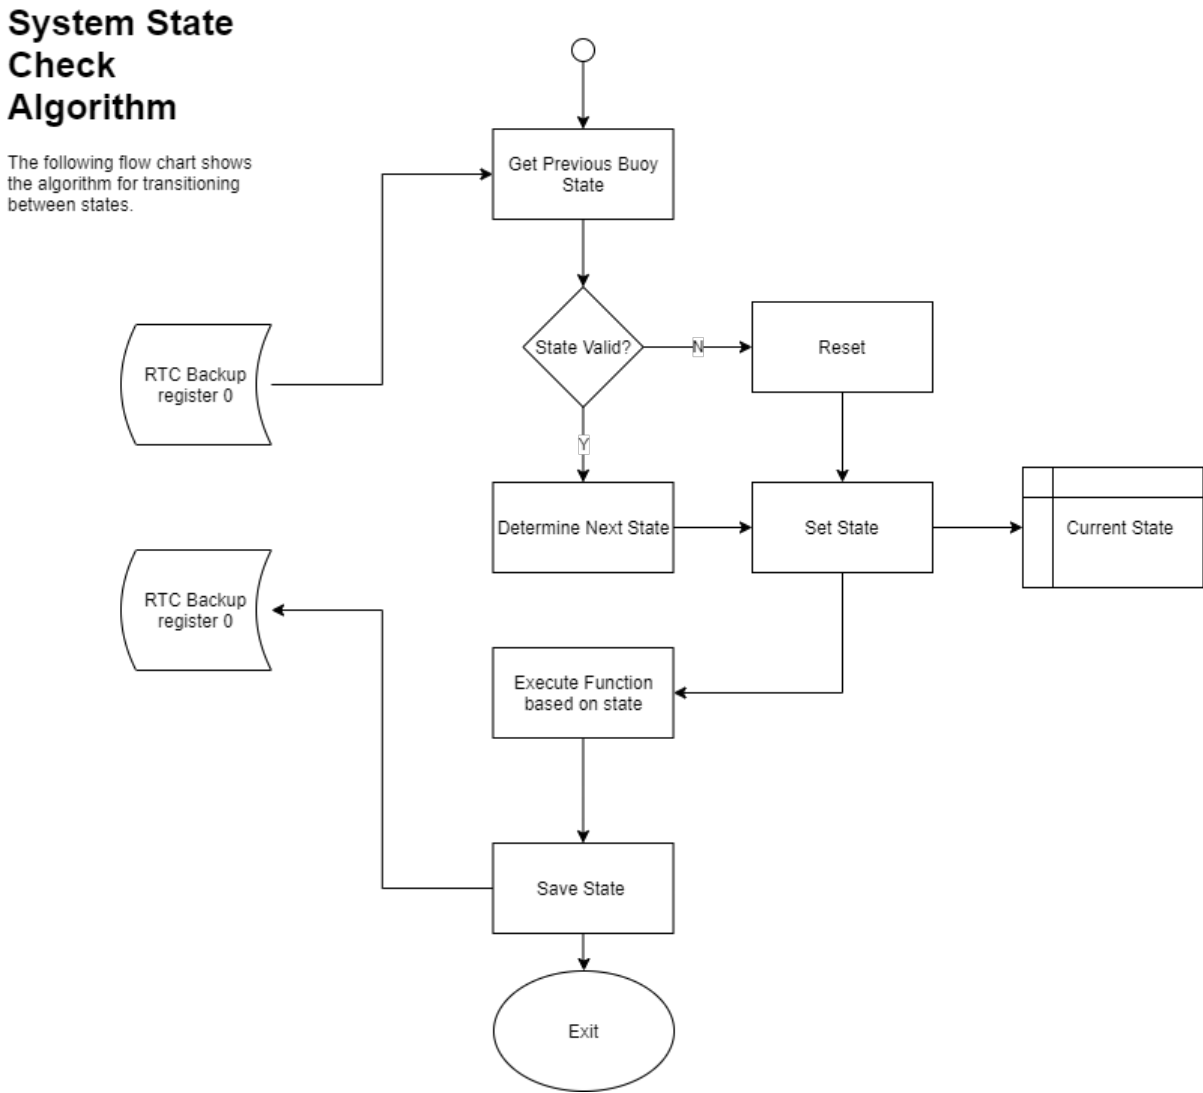 System State
Check
Algorithm
The following flow chart shows
the algorithm for transitioning
between states.
Get Previous Buoy
State
State Valid?
N
Reset
RTC Backup
register 0
Y
Determine Next State
Set State
Current State
RTC Backup
register 0
Execute Function
based on state
Save State
Exit